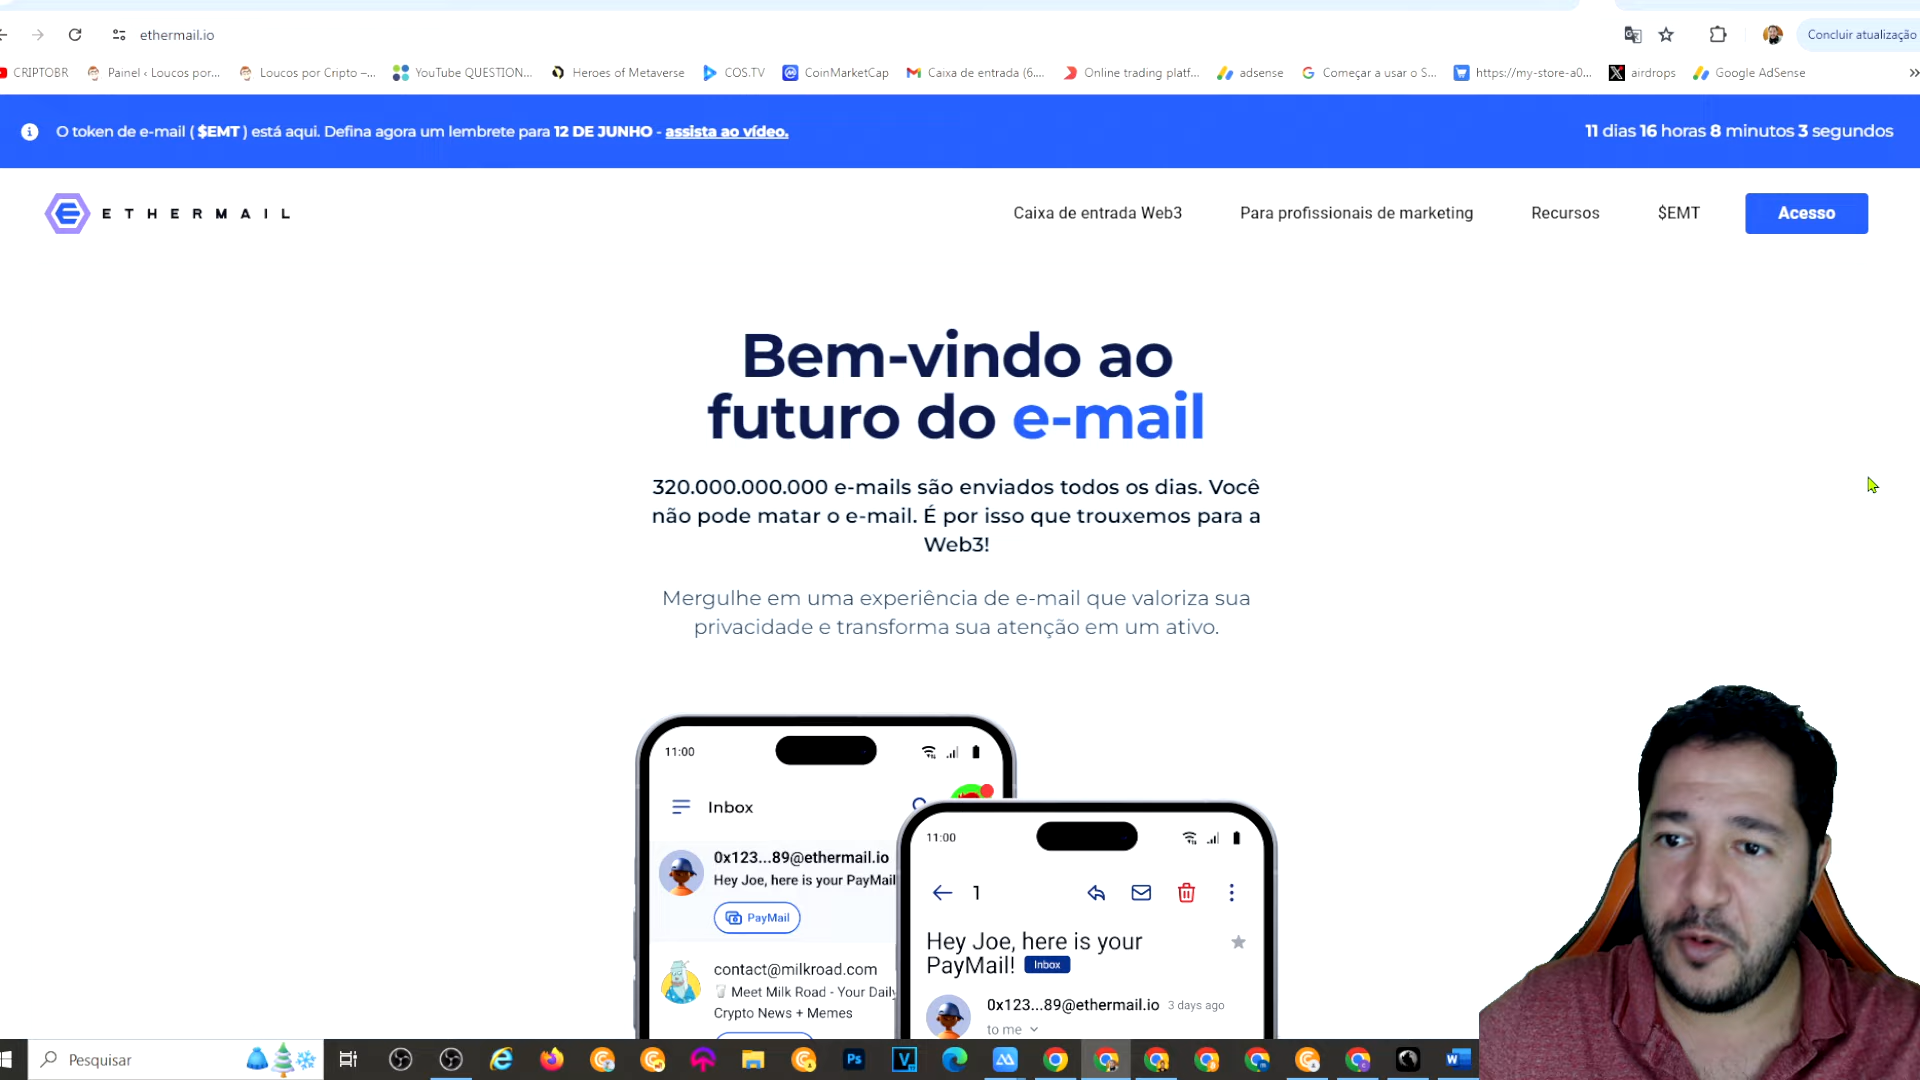 ethermail.io
Concluir atualização
CRIPTOBR
Painel ‹ Loucos por...
Loucos por Cripto –...
YouTube QUESTION...
Heroes of Metaverse
COS.TV
CoinMarketCap
Caixa de entrada (6....
Online trading platf...
adsense
Começar a usar o S...
https://my-store-a0...
airdrops
Google AdSense
»
O token de e-mail ( $EMT ) está aqui. Defina agora um lembrete para 12 DE JUNHO - assista ao vídeo.
11 dias 16 horas 8 minutos 3 segundos
ETHERMAIL
Caixa de entrada Web3
Para profissionais de marketing
Recursos
$EMT
Acesso
Bem-vindo ao
futuro do e-mail
320.000.000.000 e-mails são enviados todos os dias. Você
não pode matar o e-mail. É por isso que trouxemos para a
Web3!
Mergulhe em uma experiência de e-mail que valoriza sua
privacidade e transforma sua atenção em um ativo.
11:00
Inbox
0x123...89@ethermail.io
Hey Joe, here is your PayMail
PayMail
contact@milkroad.com
Meet Milk Road - Your Daily
Crypto News + Memes
11:00
1
Hey Joe, here is your
PayMail! Inbox
0x123...89@ethermail.io 3 days ago
to me
Pesquisar
Ps
V
W